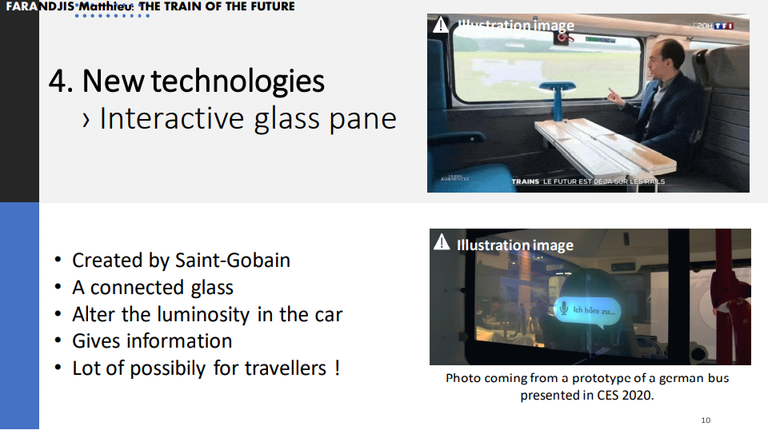 FARANDJIS Matthieu: THE TRAIN OF THE FUTURE
4. New technologies
› Interactive glass pane
Illustration image
20H TF1
TRAINS LE FUTUR EST DÉJÀ SUR LES RAILS
• Created by Saint-Gobain
• A connected glass
• Alter the luminosity in the car
• Gives information
• Lot of possibily for travellers !
Illustration image
Ich höre zu...
Photo coming from a prototype of a german bus
presented in CES 2020.
10